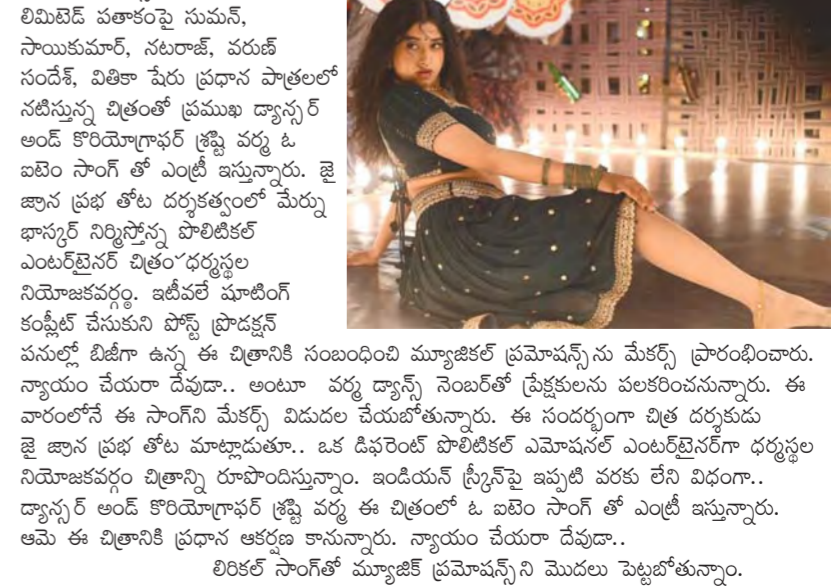 లిమిటెడ్ పతాకంపై సుమన్,
సాయికుమార్, నటరాజ్, వరుణ్
సందేశ్, వితికా షేరు ప్రధాన పాత్రలలో
నటిస్తున్న చిత్రంతో ప్రముఖ డ్యాన్సర్
అండ్ కొరియోగ్రాఫర్ శ్రష్టి వర్మ ఓ
ఐటెం సాంగ్ తో ఎంట్రీ ఇస్తున్నారు. జై
జ్ఞాన ప్రభ తోట దర్శకత్వంలో మేర్ను
భాస్కర్ నిర్మిస్తోన్న పొలిటికల్
ఎంటర్‌టైనర్ చిత్రం ధర్మస్థల
నియోజకవర్గం. ఇటీవలే షూటింగ్
కంప్లీట్ చేసుకుని పోస్ట్ ప్రొడక్షన్
పనుల్లో బిజీగా ఉన్న ఈ చిత్రానికి సంబంధించి మ్యూజికల్ ప్రమోషన్స్‌ను మేకర్స్ ప్రారంభించారు.
న్యాయం చేయరా దేవుడా.. అంటూ వర్మ డ్యాన్స్ నెంబర్‌తో ప్రేక్షకులను పలకరించనున్నారు. ఈ
వారంలోనే ఈ సాంగ్‌ని మేకర్స్ విడుదల చేయబోతున్నారు. ఈ సందర్భంగా చిత్ర దర్శకుడు
జై జ్ఞాన ప్రభ తోట మాట్లాడుతూ.. ఒక డిఫరెంట్ పొలిటికల్ ఎమోషనల్ ఎంటర్‌టైనర్‌గా ధర్మస్థల
నియోజకవర్గం చిత్రాన్ని రూపొందిస్తున్నాం. ఇండియన్ స్క్రీన్‌పై ఇప్పటి వరకు లేని విధంగా..
డ్యాన్సర్ అండ్ కొరియోగ్రాఫర్ శ్రష్టి వర్మ ఈ చిత్రంలో ఓ ఐటెం సాంగ్ తో ఎంట్రీ ఇస్తున్నారు.
ఆమె ఈ చిత్రానికి ప్రధాన ఆకర్షణ కానున్నారు. న్యాయం చేయరా దేవుడా..
లిరికల్ సాంగ్‌తో మ్యూజిక్ ప్రమోషన్స్‌ని మొదలు పెట్టబోతున్నాం.